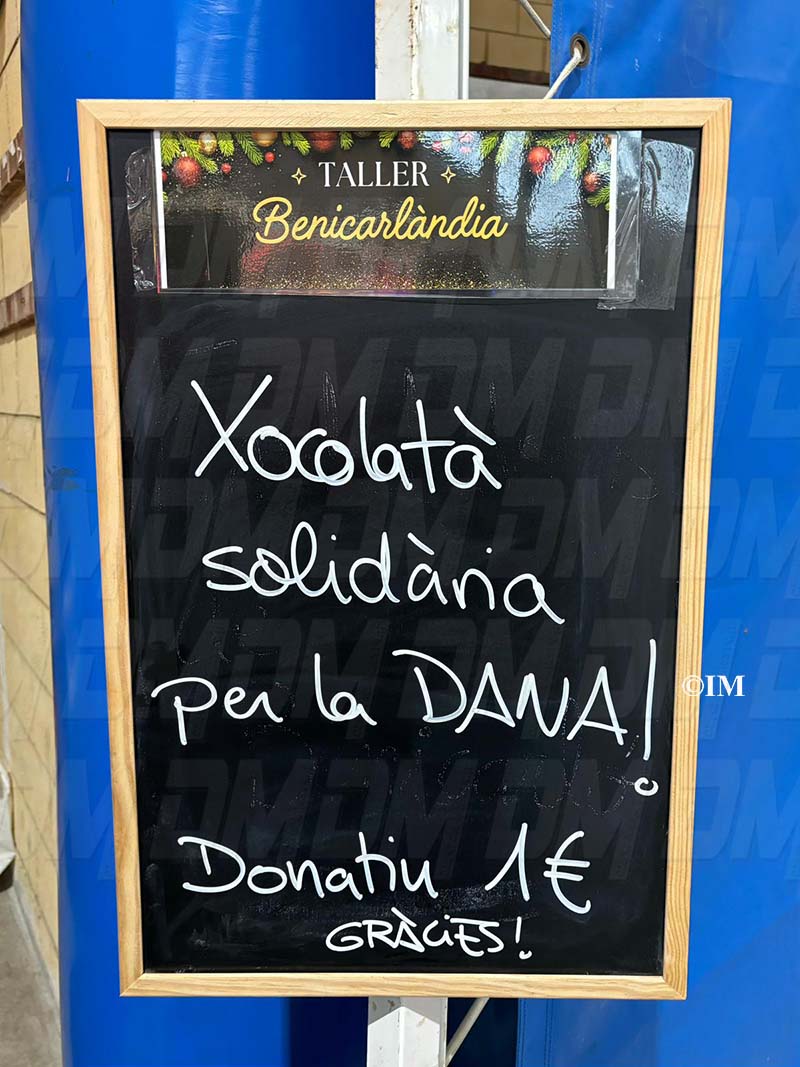 TALLER
Benicarlàndia
Xocolatà
solidària
per la DANA!
©IM
Donatiu 1€
GRÀCIES!